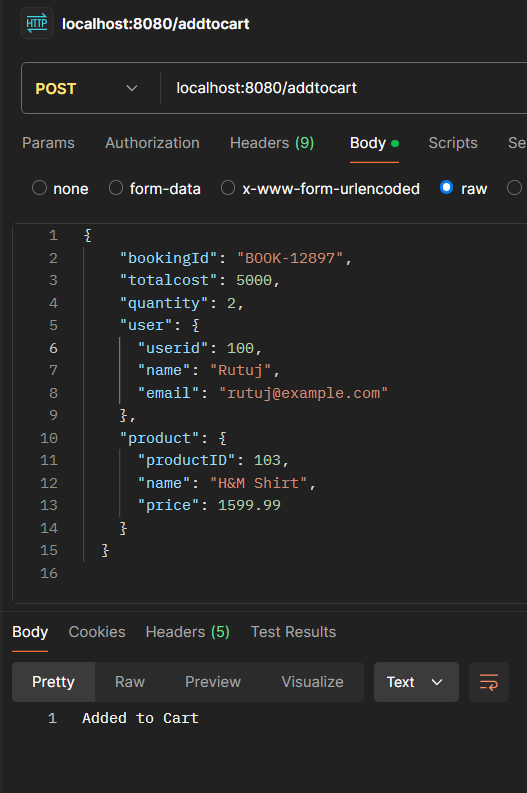 HTTP localhost:8080/addtocart
POST localhost:8080/addtocart
Params Authorization Headers (9) Body Scripts Se
none form-data x-www-form-urlencoded raw
1 {
2 "bookingId": "BOOK-12897",
3 "totalcost": 5000,
4 "quantity": 2,
5 "user": {
6 "userid": 100,
7 "name": "Rutuj",
8 "email": "rutuj@example.com"
9 },
10 "product": {
11 "productID": 103,
12 "name": "H&M Shirt",
13 "price": 1599.99
14 }
15 }
16
Body Cookies Headers (5) Test Results
Pretty Raw Preview Visualize Text
1 Added to Cart